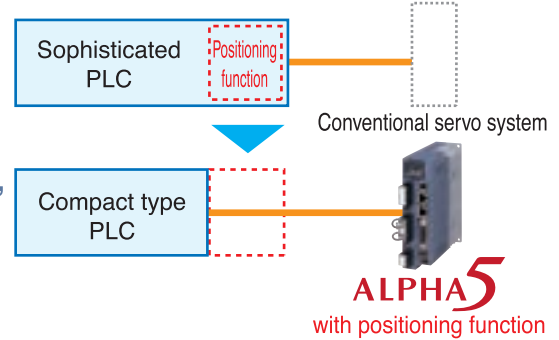 Sophisticated
PLC
Positioning
function
Conventional servo system
,
Compact type
PLC
ALPHA5
with positioning function